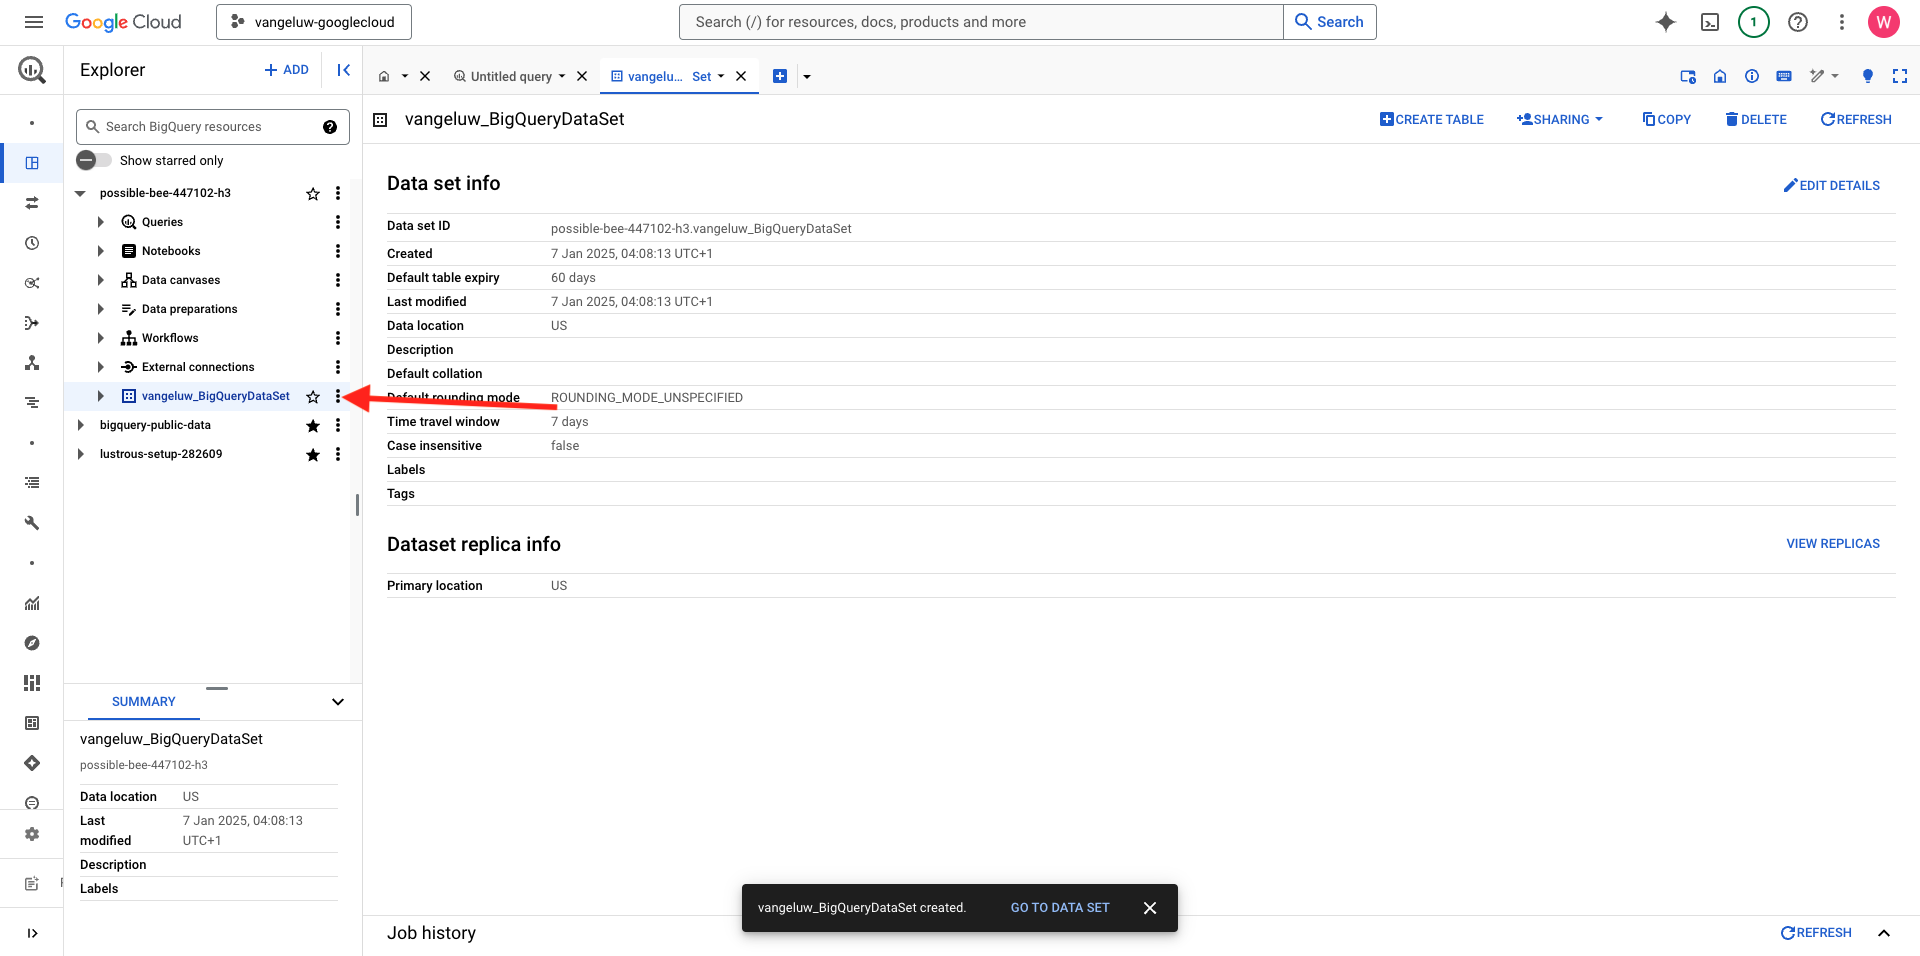 Google Cloud
vangeluw-googlecloud
Search (/) for resources, docs, products and more
Search
1
W
Explorer
ADD
Untitled query
vangelu... Set
Search BigQuery resources
Show starred only
possible-bee-447102-h3
Queries
Notebooks
Data canvases
Data preparations
Workflows
External connections
vangeluw_BigQueryDataSet
bigquery-public-data
lustrous-setup-282609
SUMMARY
vangeluw_BigQueryDataSet
possible-bee-447102-h3
Data location US
Last modified 7 Jan 2025, 04:08:13 UTC+1
Description
Labels
vangeluw_BigQueryDataSet
CREATE TABLE
SHARING
COPY
DELETE
REFRESH
Data set info
EDIT DETAILS
Data set ID possible-bee-447102-h3.vangeluw_BigQueryDataSet
Created 7 Jan 2025, 04:08:13 UTC+1
Default table expiry 60 days
Last modified 7 Jan 2025, 04:08:13 UTC+1
Data location US
Description
Default collation
Default rounding mode ROUNDING_MODE_UNSPECIFIED
Time travel window 7 days
Case insensitive false
Labels
Tags
Dataset replica info
VIEW REPLICAS
Primary location US
vangeluw_BigQueryDataSet created.
GO TO DATA SET
Job history
REFRESH